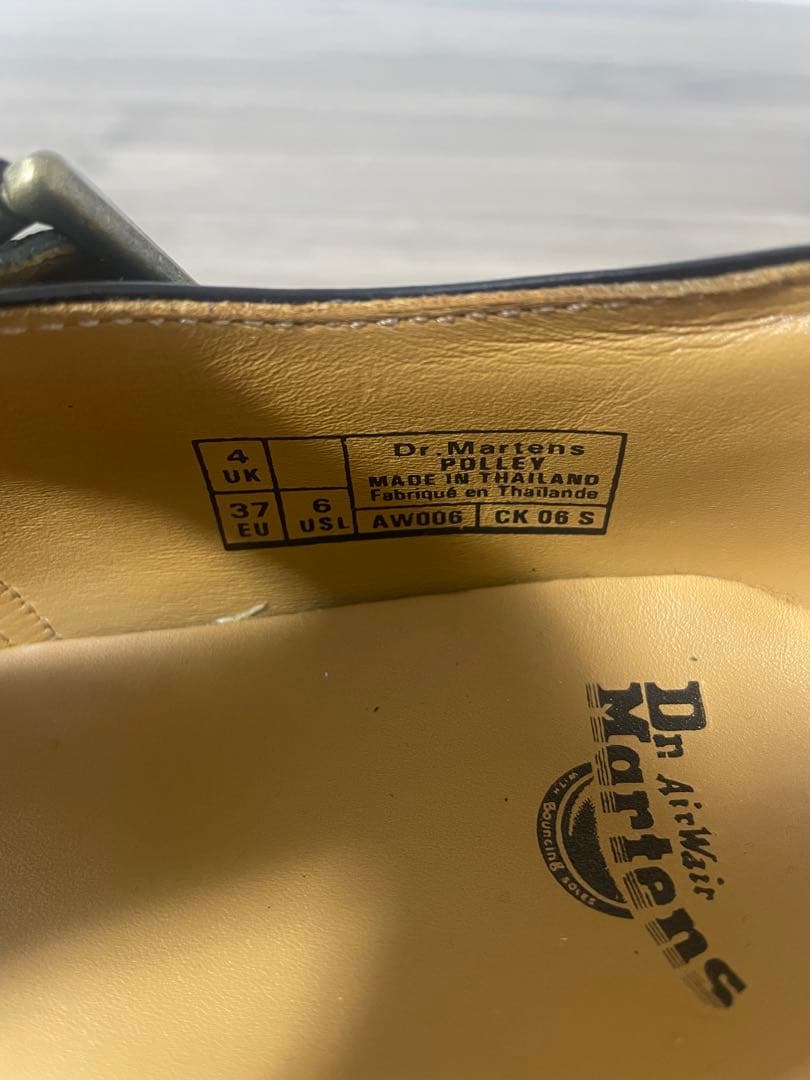 4
UK
37
EU
6
USL
Dr.Martens
POLLEY
MADE IN THAILAND
Fabriqué en Thaïlande
AW006
CK 06 S
Dr. Martens
AirWair
WITH Bouncing SOLES